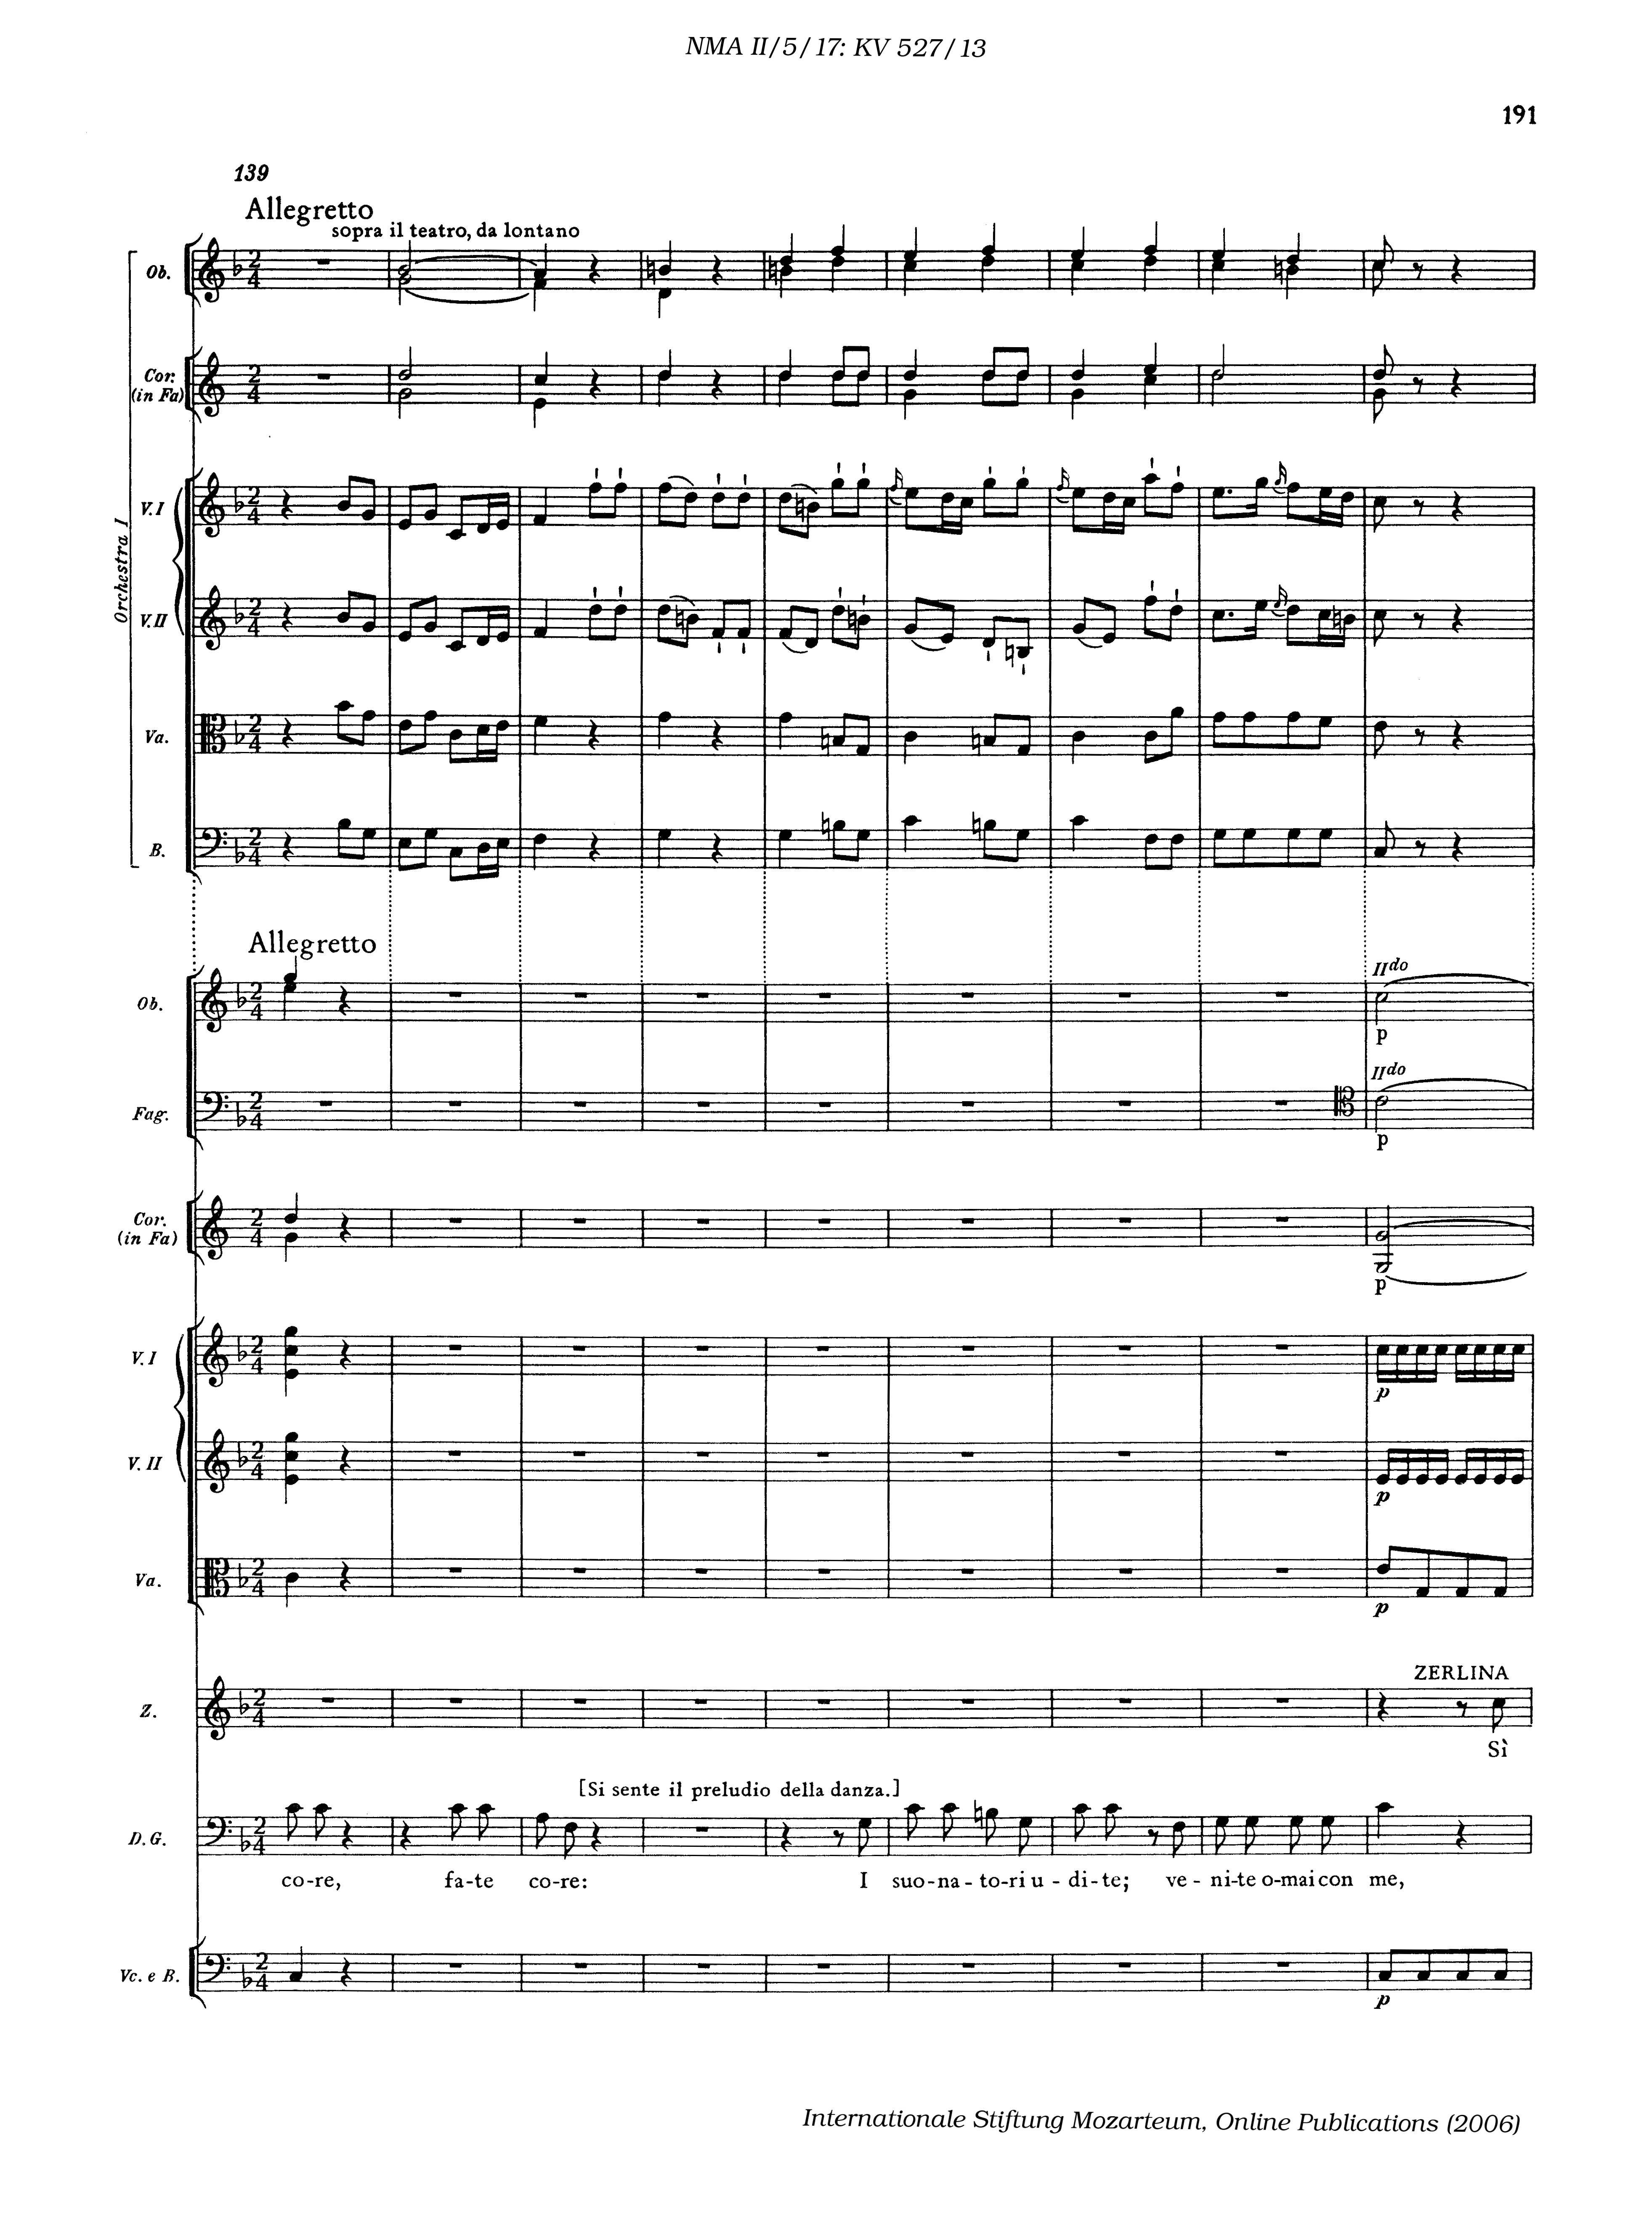 NMA II/5/17: KV 527/13
191
139
Allegretto
sopra il teatro, da lontano
Orchestra I
Ob.
Cor.
(in Fa)
V. I
V. II
Va.
B.
Allegretto
Ob.
IIdo
p
Fag.
IIdo
p
Cor.
(in Fa)
p
V. I
p
V. II
p
Va.
p
ZERLINA
Z.
Sì
[Si sente il preludio della danza.]
D. G.
co-re, fa-te co-re: I suo-na-to-ri u-di-te; ve-ni-te o-mai con me,
Vc. e B.
p
Internationale Stiftung Mozarteum, Online Publications (2006)